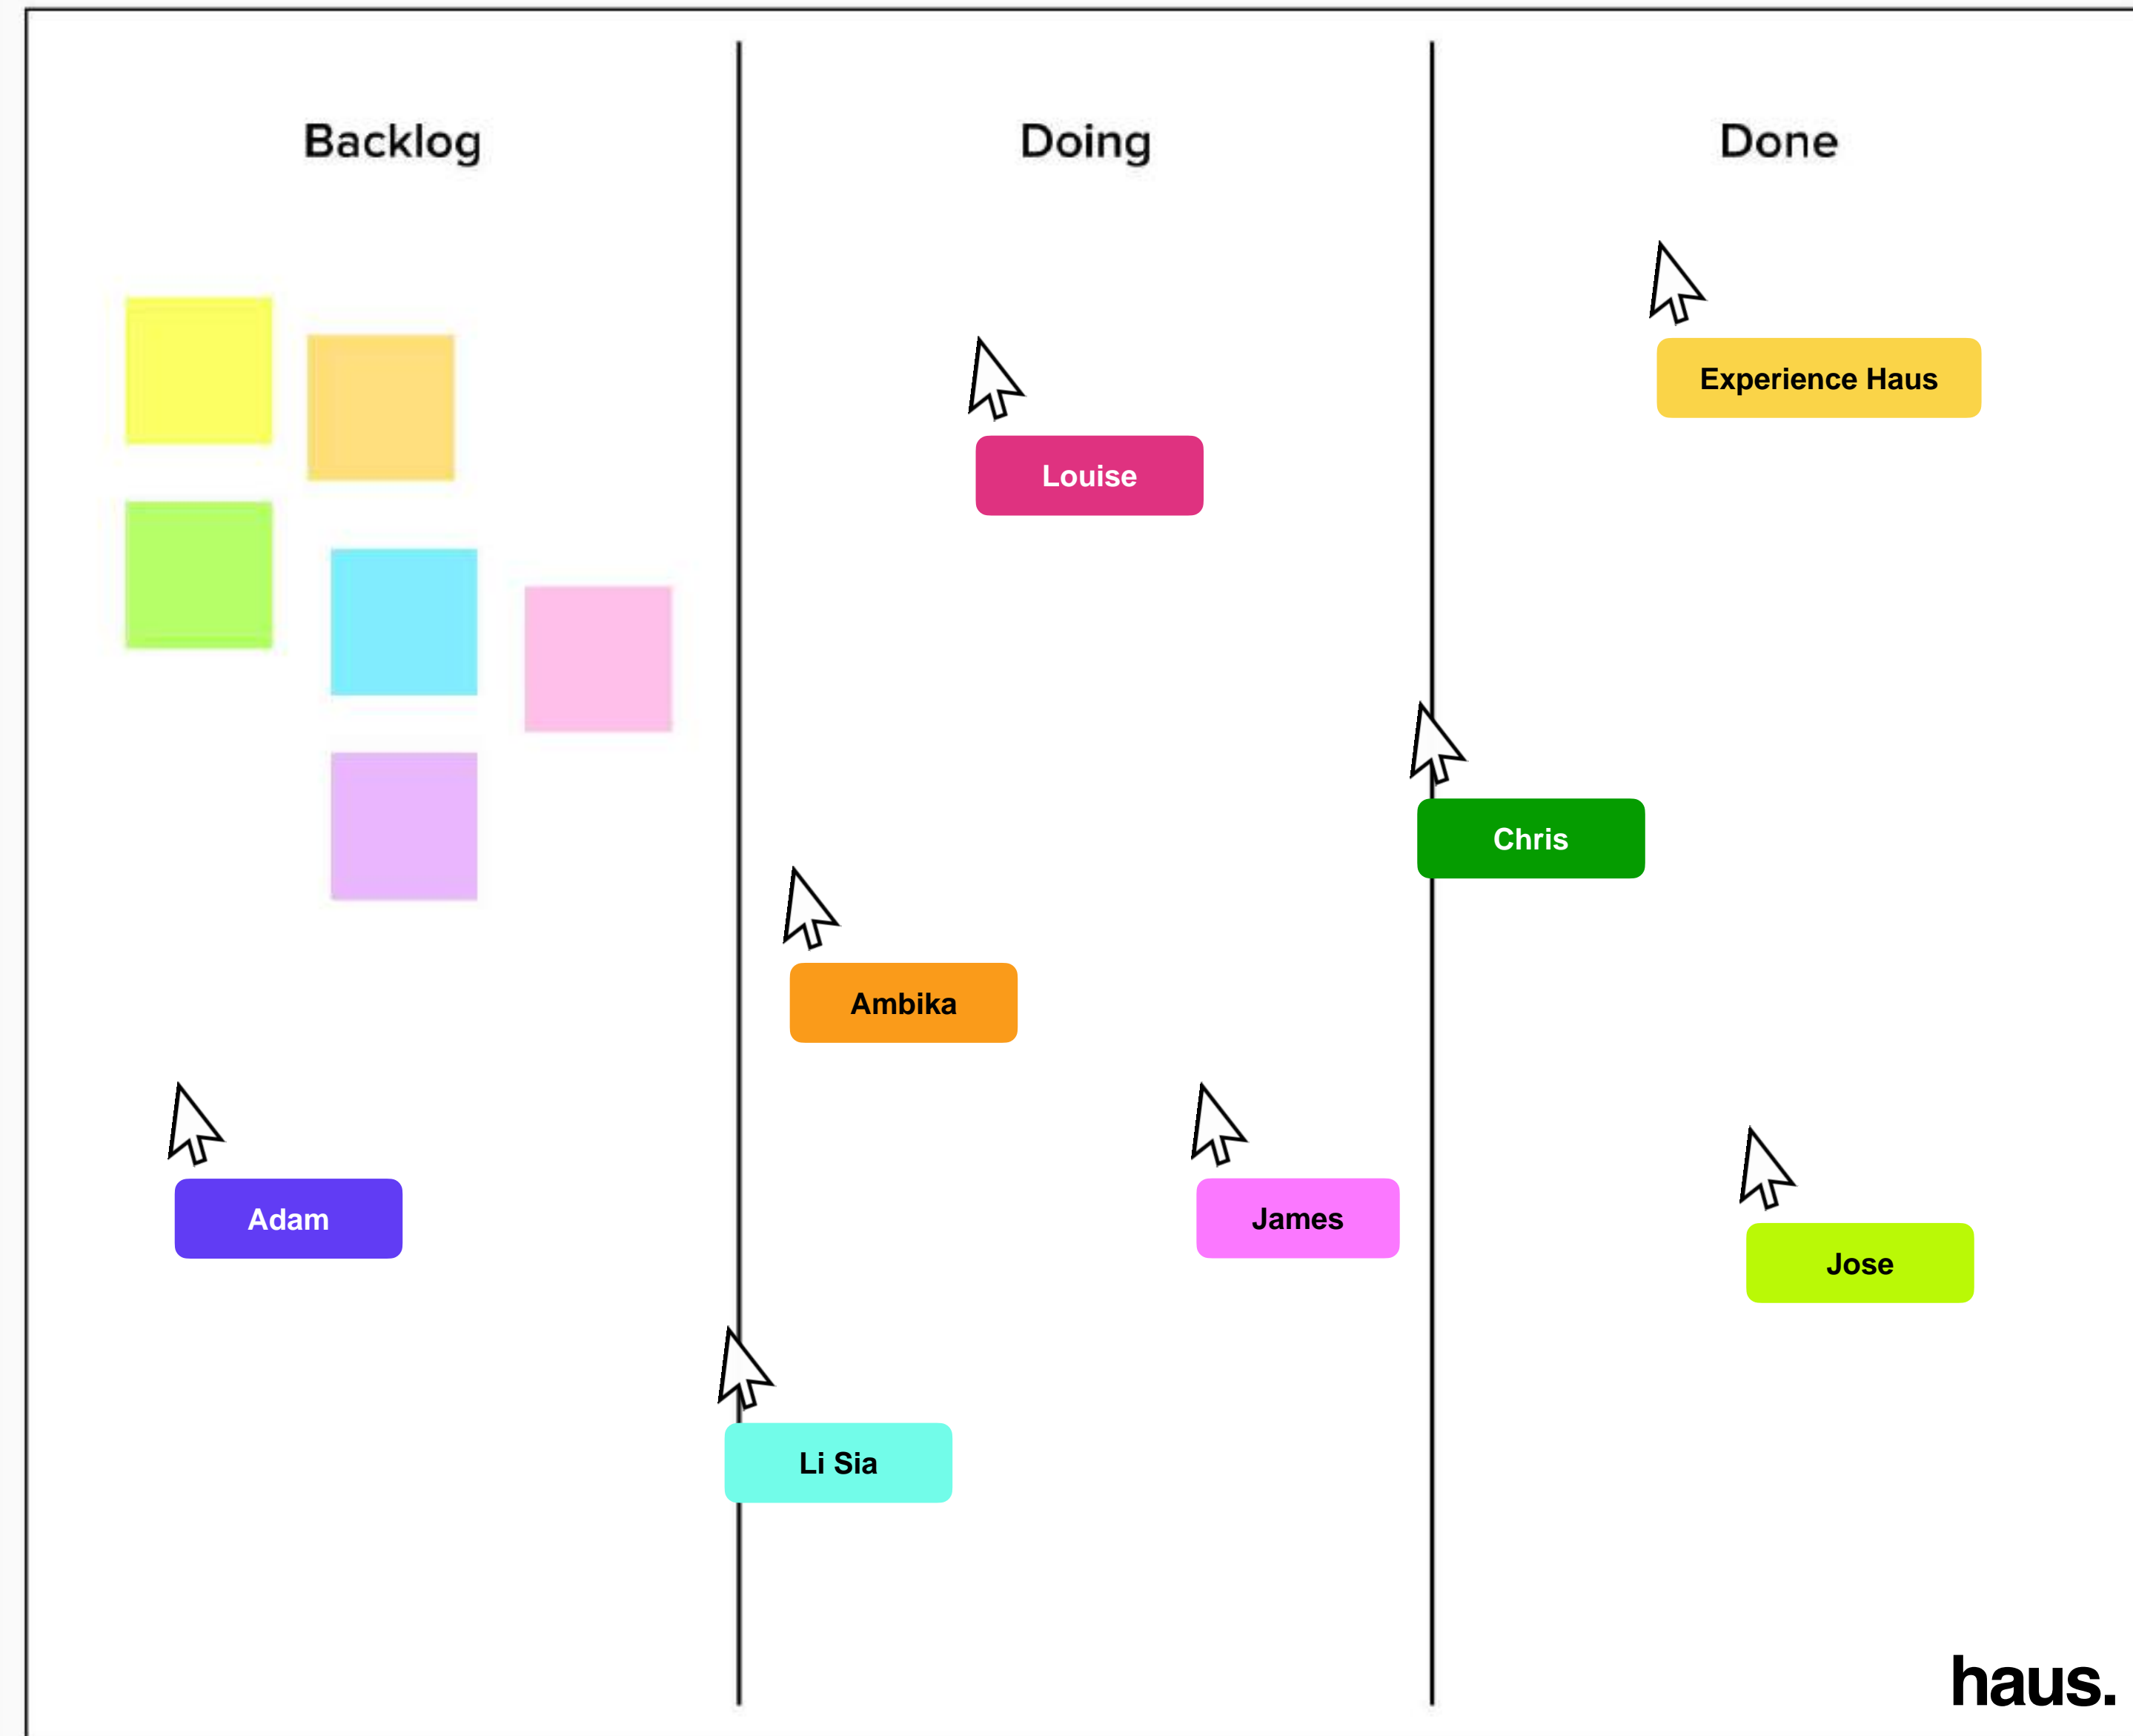 Backlog
Doing
Done
Experience Haus
Louise
Chris
Ambika
Adam
James
Jose
Li Sia
haus.